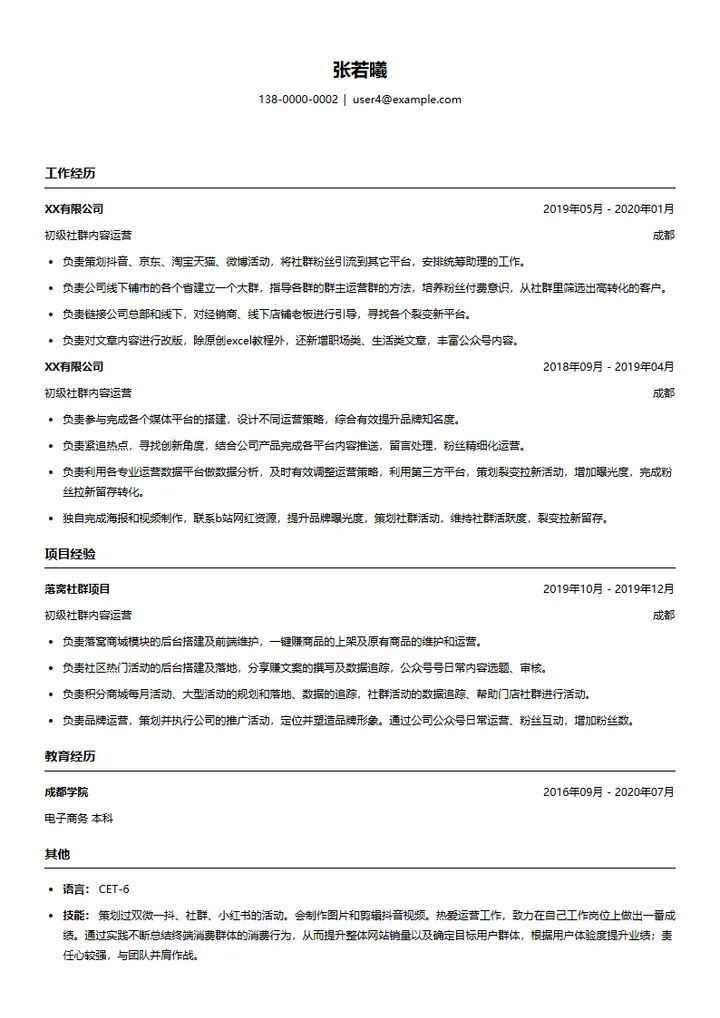 张若曦
138-0000-0002 | user4@example.com
工作经历
XX有限公司 2019年05月 - 2020年01月
初级社群内容运营 成都
• 负责策划抖音、京东、淘宝天猫、微博活动，将社群粉丝引流到其它平台，安排统筹助理的工作。
• 负责公司线下铺市的各个省建立一个大群，指导各群的群主运营群的方法，培养粉丝付费意识，从社群里筛选出高转化的客户。
• 负责链接公司总部和线下，对经销商、线下店铺老板进行引导，寻找各个裂变新平台。
• 负责对文章内容进行改版，除原创excel教程外，还新增职场类、生活类文章，丰富公众号内容。
XX有限公司 2018年09月 - 2019年04月
初级社群内容运营 成都
• 负责参与完成各个媒体平台的搭建，设计不同运营策略，综合有效提升品牌知名度。
• 负责紧追热点，寻找创新角度，结合公司产品完成各平台内容推送，留言处理，粉丝精细化运营。
• 负责利用各专业运营数据平台做数据分析，及时有效调整运营策略，利用第三方平台，策划裂变拉新活动，增加曝光度，完成粉
丝拉新留存转化。
• 独自完成海报和视频制作，联系b站网红资源，提升品牌曝光度，策划社群活动，维持社群活跃度，裂变拉新留存。
项目经验
落窝社群项目 2019年10月 - 2019年12月
初级社群内容运营 成都
• 负责落窝商城模块的后台搭建及前端维护，一键赚商品的上架及原有商品的维护和运营。
• 负责社区热门活动的后台搭建及落地，分享赚文案的撰写及数据追踪，公众号号日常内容选题、审核。
• 负责积分商城每月活动、大型活动的规划和落地、数据的追踪，社群活动的数据追踪、帮助门店社群进行活动。
• 负责品牌运营，策划并执行公司的推广活动，定位并塑造品牌形象。通过公司公众号日常运营、粉丝互动，增加粉丝数。
教育经历
成都学院 2016年09月 - 2020年07月
电子商务 本科
其他
• 语言： CET-6
• 技能： 策划过双微一抖、社群、小红书的活动。会制作图片和剪辑抖音视频。热爱运营工作，致力在自己工作岗位上做出一番成
绩。通过实践不断总结终端消费群体的消费行为，从而提升整体网站销量以及确定目标用户群体，根据用户体验度提升业绩；责
任心较强，与团队并肩作战。